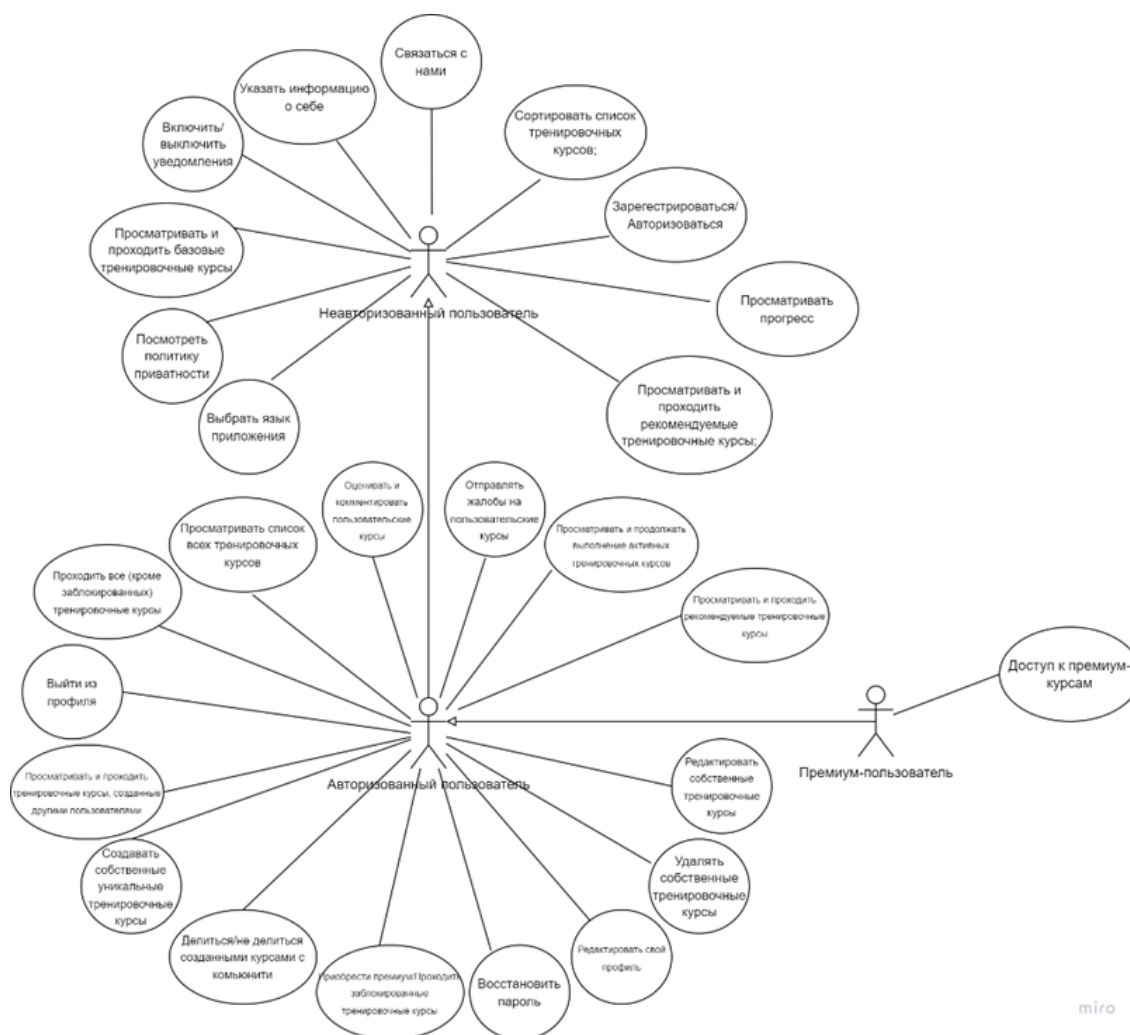 Связаться с
нами
Указать информацию
о себе
Сортировать список
тренировочных
курсов;
Включить/
выключить
уведомления
Зарегестрироваться/
Авторизоваться
Просматривать и
проходить базовые
тренировочные курсы
Просматривать
прогресс
Неавторизованный пользователь
Посмотреть
политику
приватности
Просматривать и
проходить
рекомендуемые
тренировочные курсы;
Выбрать язык
приложения
Оценивать и
комментировать
пользовательские
курсы
Отправлять
жалобы на
пользовательские
курсы
Просматривать список
всех тренировочных
курсов
Просматривать и продолжать
выполнение активных
тренировочных курсов
Проходить все (кроме
заблокированных)
тренировочные курсы
Просматривать и проходить
рекомендуемые тренировочные
курсы
Доступ к премиум-
курсам
Выйти из
профиля
Премиум-пользователь
Авторизованный пользователь
Просматривать и проходить
тренировочные курсы, созданные
другими пользователями
Редактировать
собственные
тренировочные
курсы
Создавать
собственные
уникальные
тренировочные
курсы
Удалять
собственные
тренировочные
курсы
Делиться/не делиться
созданными курсами с
комьюнити
Приобрести премиум/Проходить
заблокированные
тренировочные курсы
Восстановить
пароль
Редактировать свой
профиль
miro